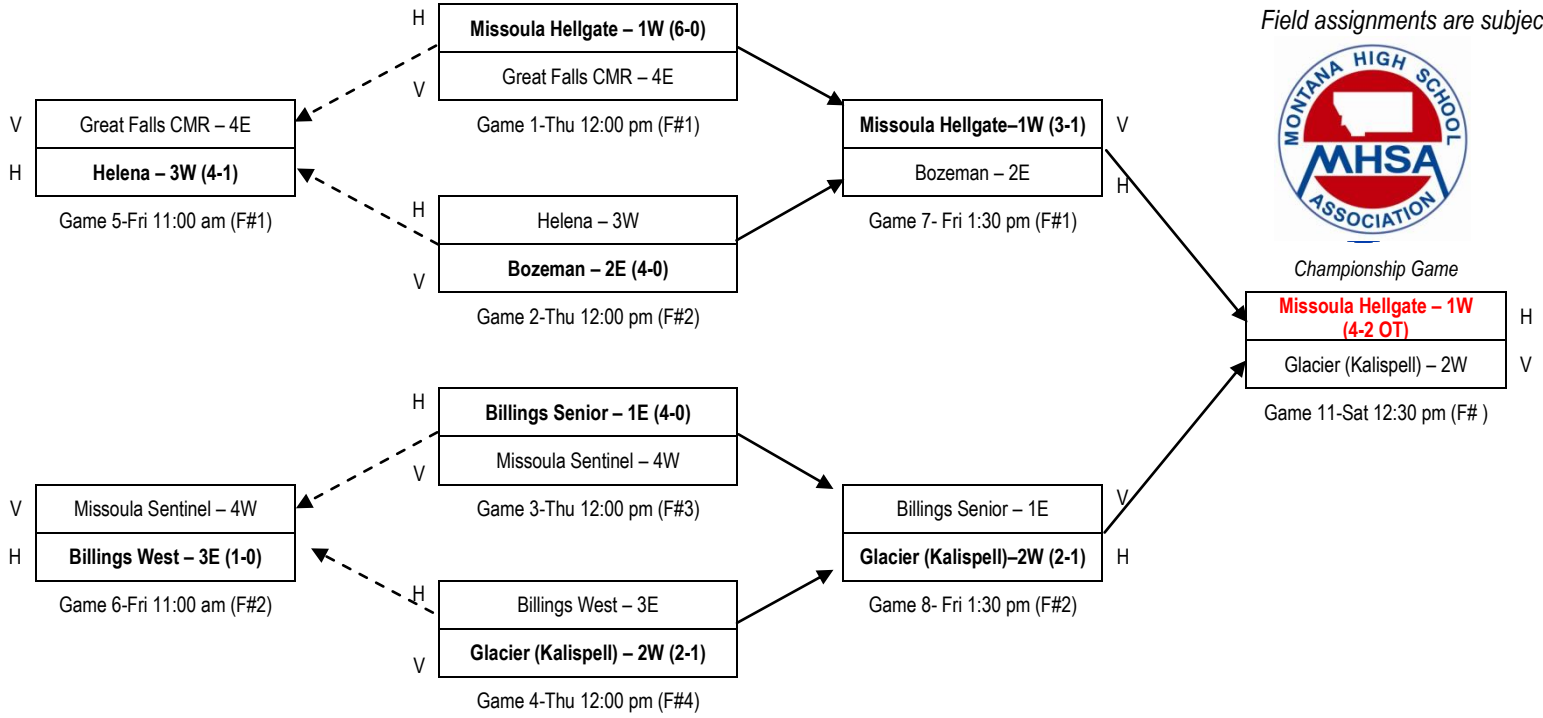 Field assignments are subjec
MONTANA HIGH SCHOOL
MHSA
ASSOCIATION
H
Missoula Hellgate – 1W (6-0)
V
Great Falls CMR – 4E
Game 1-Thu 12:00 pm (F#1)
V
Great Falls CMR – 4E
H
Helena – 3W (4-1)
Game 5-Fri 11:00 am (F#1)
H
Helena – 3W
V
Bozeman – 2E (4-0)
Game 2-Thu 12:00 pm (F#2)
Missoula Hellgate–1W (3-1)
V
Bozeman – 2E
H
Game 7- Fri 1:30 pm (F#1)
Championship Game
Missoula Hellgate – 1W
(4-2 OT)
H
Glacier (Kalispell) – 2W
V
Game 11-Sat 12:30 pm (F# )
H
Billings Senior – 1E (4-0)
V
Missoula Sentinel – 4W
Game 3-Thu 12:00 pm (F#3)
V
Missoula Sentinel – 4W
H
Billings West – 3E (1-0)
Game 6-Fri 11:00 am (F#2)
H
Billings West – 3E
V
Glacier (Kalispell) – 2W (2-1)
Game 4-Thu 12:00 pm (F#4)
Billings Senior – 1E
V
Glacier (Kalispell)–2W (2-1)
H
Game 8- Fri 1:30 pm (F#2)